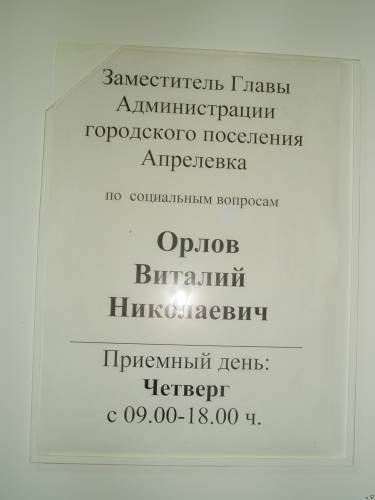 Заместитель Главы
Администрации
городского поселения
Апрелевка
по социальным вопросам
Орлов
Виталий
Николаевич
Приемный день:
Четверг
с 09.00-18.00 ч.